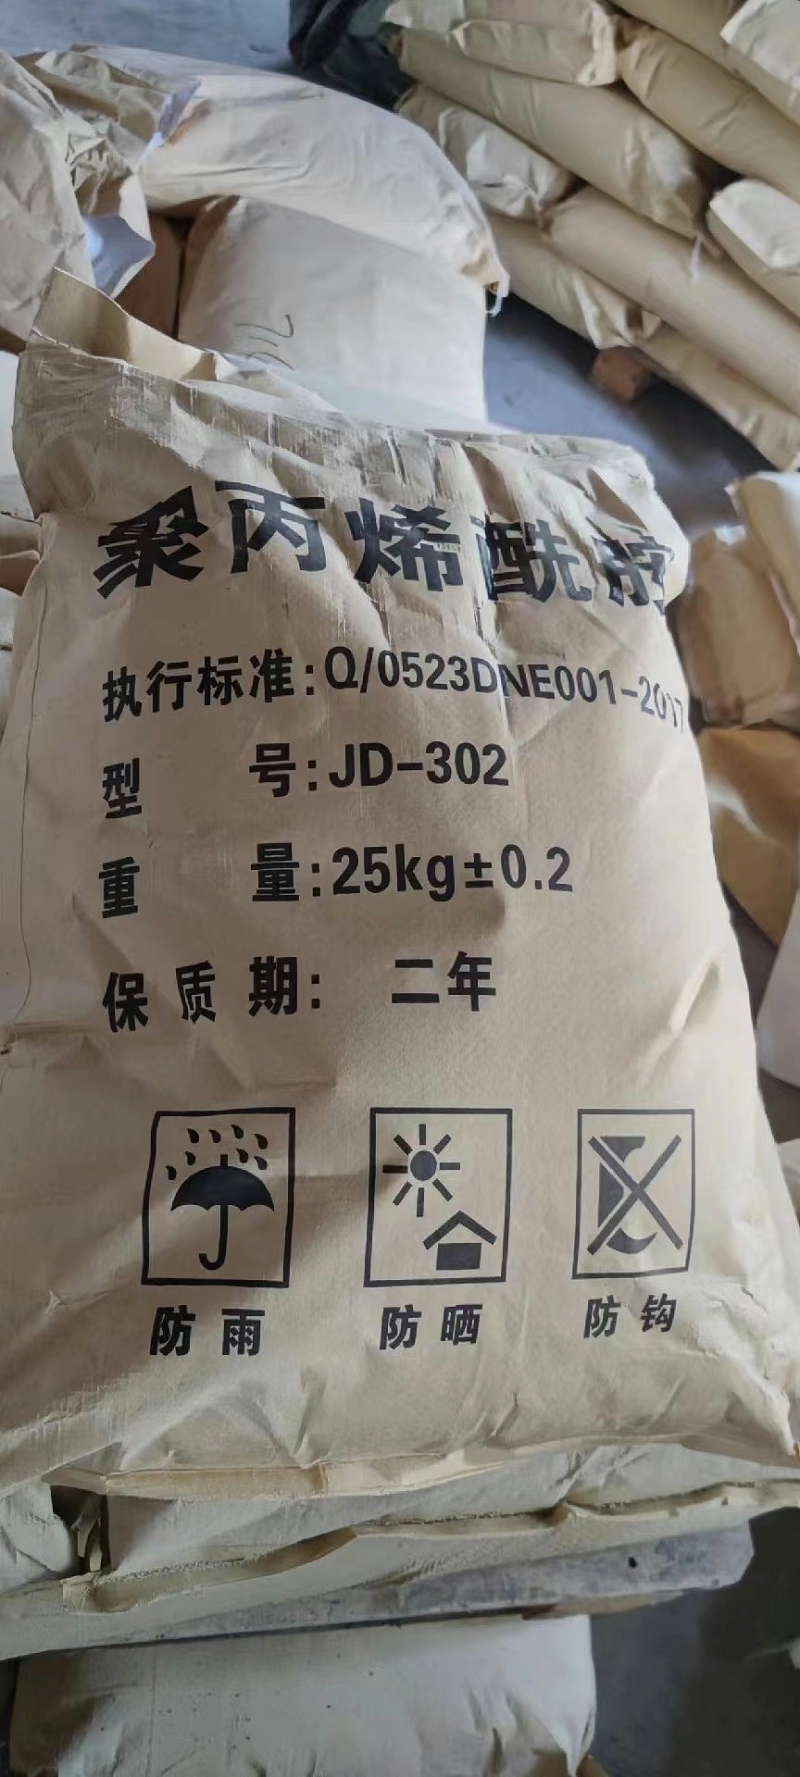 聚丙烯酰胺
执行标准:Q/0523DNE001-2017
型 号:JD-302
重 量:25kg±0.2
保质期: 二年
防雨 防晒 防钩